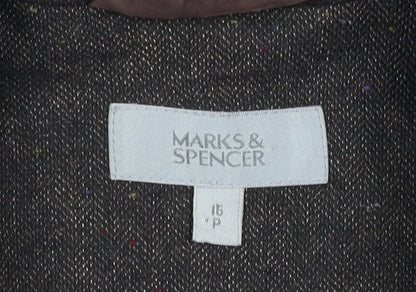 MARKS &
SPENCER
16
P